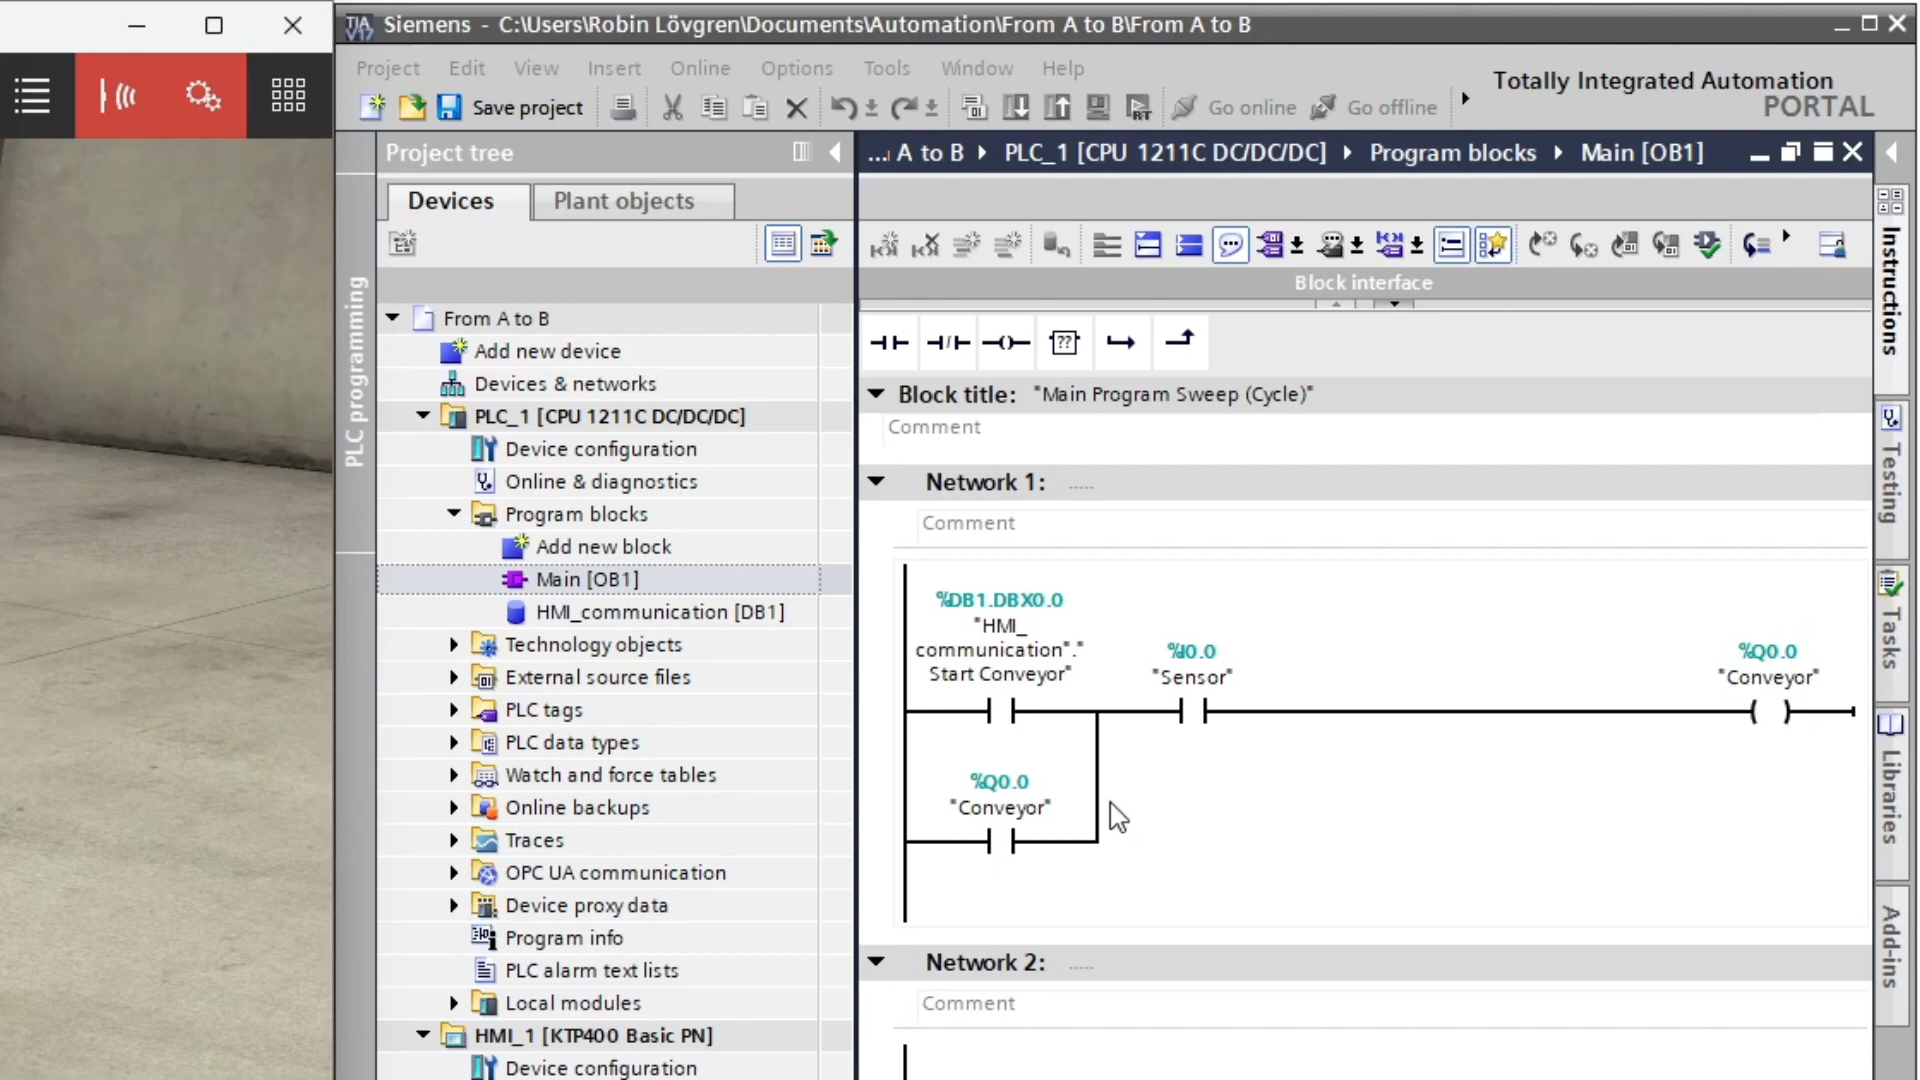 Siemens - C:\Users\Robin Lövgren\Documents\Automation\From A to B\From A to B
Project Edit View Insert Online Options Tools Window Help
Totally Integrated Automation
PORTAL
Save project
Go online
Go offline
Project tree
... A to B PLC_1 [CPU 1211C DC/DC/DC] Program blocks Main [OB1]
Devices
Plant objects
PLC programming
From A to B
Add new device
Devices & networks
PLC_1 [CPU 1211C DC/DC/DC]
Device configuration
Online & diagnostics
Program blocks
Add new block
Main [OB1]
HMI_communication [DB1]
Technology objects
External source files
PLC tags
PLC data types
Watch and force tables
Online backups
Traces
OPC UA communication
Device proxy data
Program info
PLC alarm text lists
Local modules
HMI_1 [KTP400 Basic PN]
Device configuration
Block interface
??
Block title: "Main Program Sweep (Cycle)"
Comment
Network 1: .....
Comment
%DB1.DBX0.0
"HMI_
communication"."
Start Conveyor"
%I0.0
"Sensor"
%Q0.0
"Conveyor"
%Q0.0
"Conveyor"
Network 2: .....
Comment
Instructions
Testing
Tasks
Libraries
Add-ins